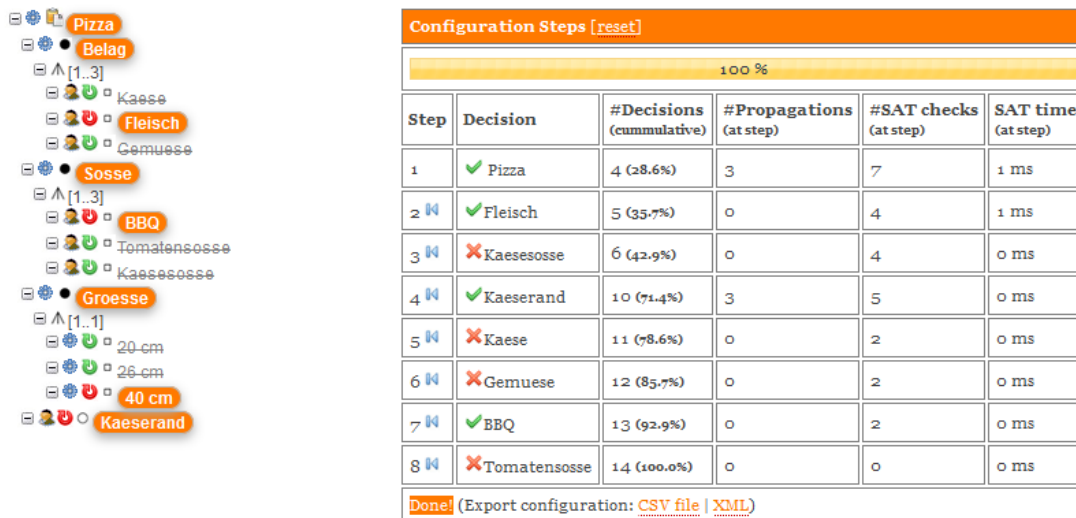 Pizza
Belag
[1..3]
Kaese
Fleisch
Gemuese
Sosse
[1..3]
BBQ
Tomatensosse
Kaesesosse
Groesse
[1..1]
20 cm
26 cm
40 cm
Kaeserand
Configuration Steps [reset]
100 %
Step Decision #Decisions (cummulative) #Propagations (at step) #SAT checks (at step) SAT time (at step)
1 Pizza 4 (28.6%) 3 7 1 ms
2 Fleisch 5 (35.7%) 0 4 1 ms
3 Kaesesosse 6 (42.9%) 0 4 0 ms
4 Kaeserand 10 (71.4%) 3 5 0 ms
5 Kaese 11 (78.6%) 0 2 0 ms
6 Gemuese 12 (85.7%) 0 2 0 ms
7 BBQ 13 (92.9%) 0 2 0 ms
8 Tomatensosse 14 (100.0%) 0 0 0 ms
Done! (Export configuration: CSV file | XML)